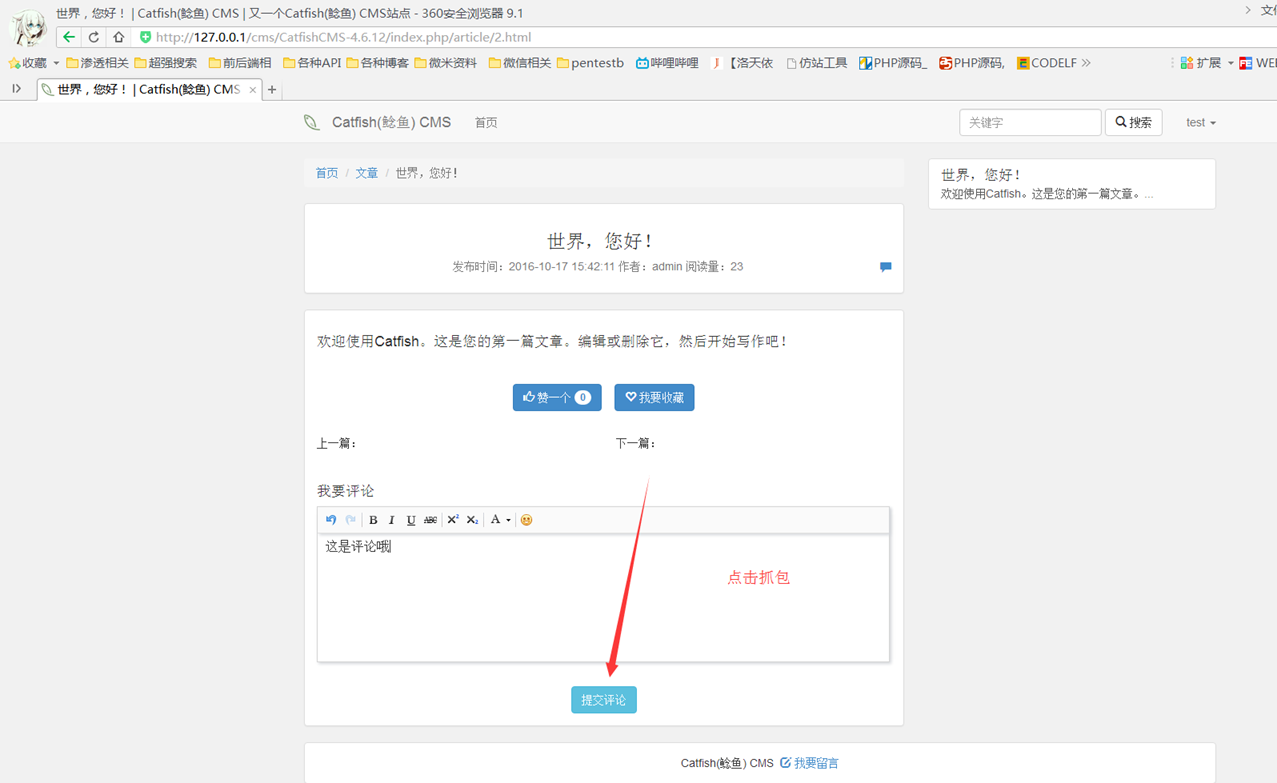 世界，您好！ | Catfish(鲶鱼) CMS | 又一个Catfish(鲶鱼) CMS站点 - 360安全浏览器 9.1
http://127.0.0.1/cms/CatfishCMS-4.6.12/index.php/article/2.html
收藏 渗透相关 超强搜索 前后端相 各种API 各种博客 微米资料 微信相关 pentestb 哔哩哔哩 【洛天依 仿站工具 PHP源码_ PHP源码, CODELF 扩展
世界，您好！ | Catfish(鲶鱼) CMS
Catfish(鲶鱼) CMS 首页 关键字 搜索 test
首页 / 文章 / 世界，您好！
世界，您好！
欢迎使用Catfish。这是您的第一篇文章。...
世界，您好！
发布时间：2016-10-17 15:42:11 作者：admin 阅读量：23
欢迎使用Catfish。这是您的第一篇文章。编辑或删除它，然后开始写作吧！
赞一个 0 我要收藏
上一篇： 下一篇：
我要评论
B I U ABC X² X₂ A
这是评论哦
点击抓包
提交评论
Catfish(鲶鱼) CMS 我要留言